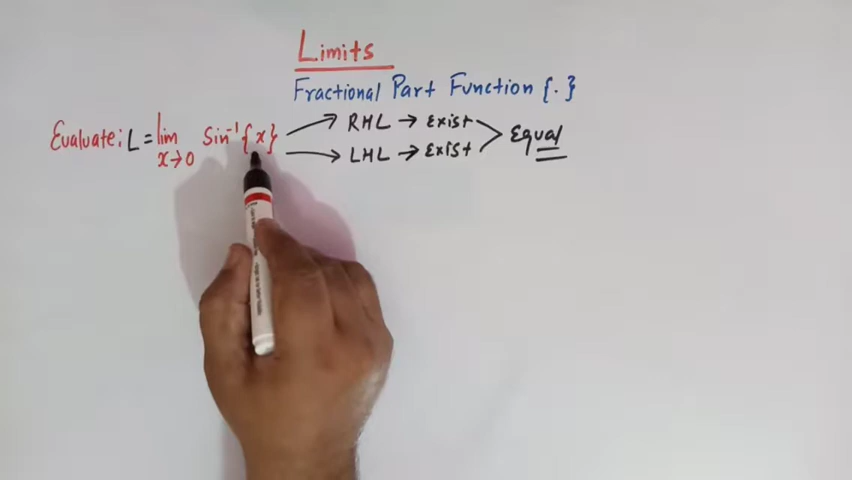 Limits
Fractional Part Function {.}
Evaluate: L = lim x→0 Sin⁻¹{x}
RHL → Exist
LHL → Exist
Equal